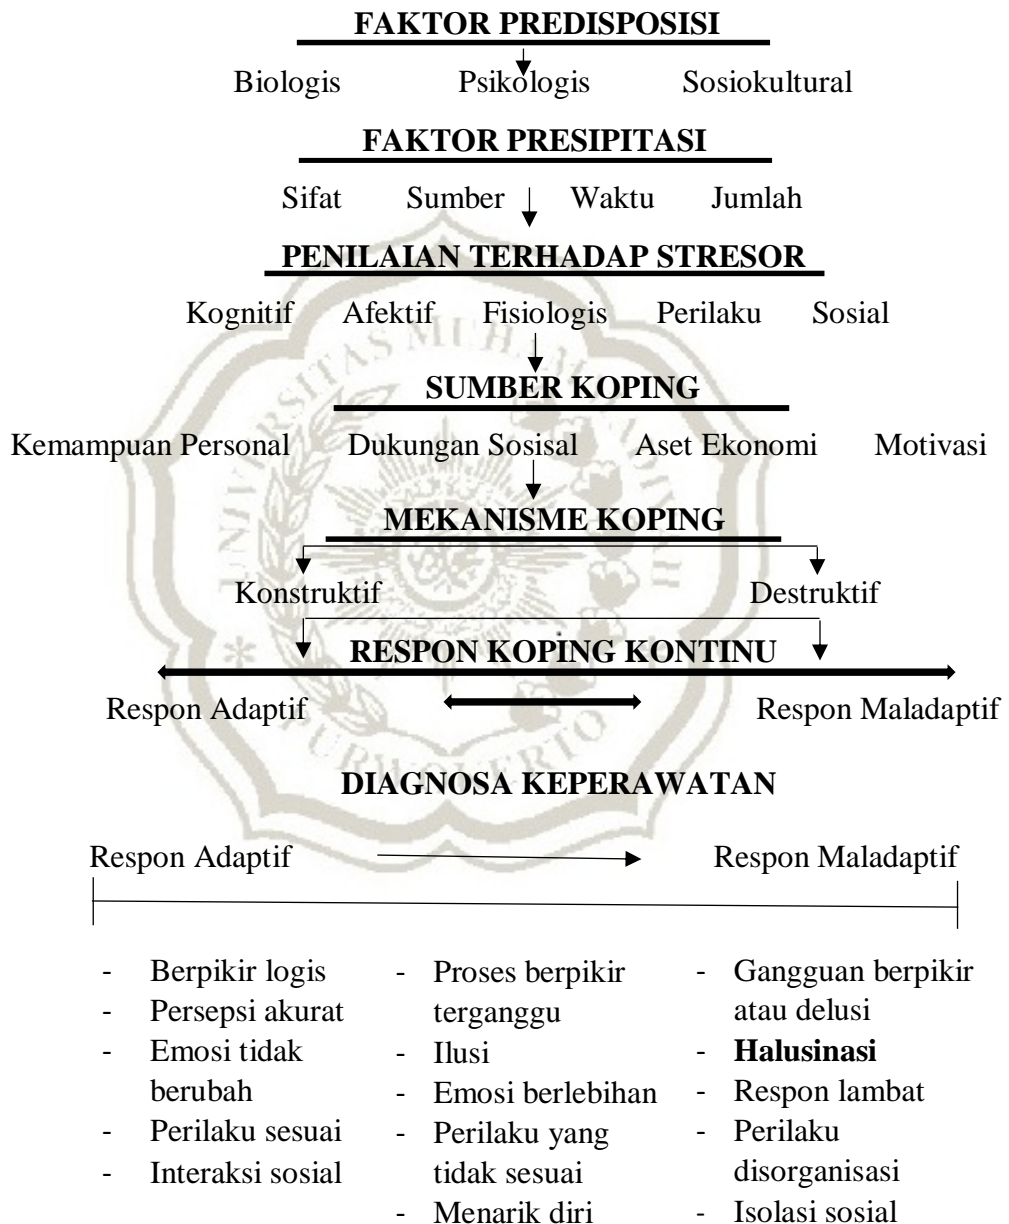 FAKTOR PREDISPOSISI
Biologis Psikologis Sosiokultural
FAKTOR PRESIPITASI
Sifat Sumber Waktu Jumlah
PENILAIAN TERHADAP STRESOR
Kognitif Afektif Fisiologis Perilaku Sosial
SUMBER KOPING
Kemampuan Personal Dukungan Sosisal Aset Ekonomi Motivasi
MEKANISME KOPING
Konstruktif Destruktif
RESPON KOPING KONTINU
Respon Adaptif Respon Maladaptif
DIAGNOSA KEPERAWATAN
Respon Adaptif Respon Maladaptif
- Berpikir logis
- Persepsi akurat
- Emosi tidak
berubah
- Perilaku sesuai
- Interaksi sosial
- Proses berpikir
terganggu
- Ilusi
- Emosi berlebihan
- Perilaku yang
tidak sesuai
- Menarik diri
- Gangguan berpikir
atau delusi
- Halusinasi
- Respon lambat
- Perilaku
disorganisasi
- Isolasi sosial
UNIVERSITAS MUHAMMADIYAH
PURWOKERTO